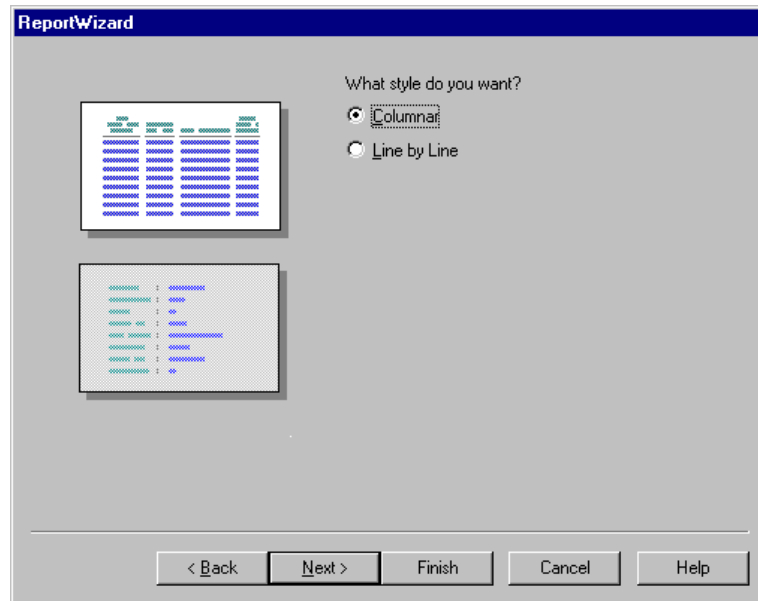 ReportWizard
What style do you want?
Columnar
Line by Line
< Back
Next >
Finish
Cancel
Help